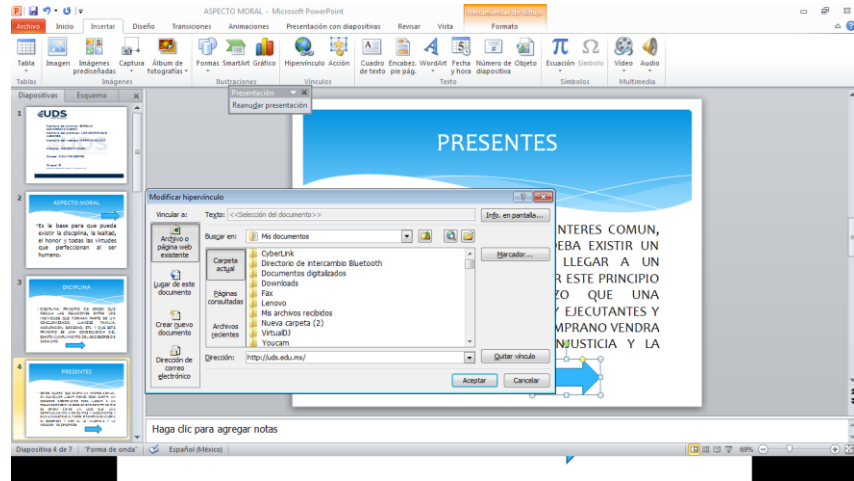 ASPECTO MORAL - Microsoft PowerPoint
Herramientas de dibujo
Archivo Inicio Insertar Diseño Transiciones Animaciones Presentación con diapositivas Revisar Vista Formato
Tabla Imagen Imágenes prediseñadas Captura Álbum de fotografías Formas SmartArt Gráfico Hipervínculo Acción Cuadro de texto Encabez. pie pág. WordArt Fecha y hora Número de diapositiva Objeto Ecuación Símbolo Video Audio
Tablas Imágenes Ilustraciones Vínculos Texto Símbolos Multimedia
Diapositivas Esquema
Presentación
Reanudar presentación
1
UDS
2
ASPECTO MORAL
•Es la base para que pueda
existir la disciplina, la lealtad,
el honor y todas las virtudes
que perfeccionan al ser
humano.
3
DICIPLINA
4
PRESENTES
PRESENTES
NTERES COMUN,
EBA EXISTIR UN
LLEGAR A UN
R ESTE PRINCIPIO
ZO QUE UNA
Y EJECUTANTES Y
MPRANO VENDRA
NJUSTICIA Y LA
Modificar hipervínculo
Vincular a:
Texto: <<Selección del documento>>
Info. en pantalla...
Archivo o página web existente
Lugar de este documento
Crear nuevo documento
Dirección de correo electrónico
Buscar en: Mis documentos
Carpeta actual
Páginas consultadas
Archivos recientes
CyberLink
Directorio de intercambio Bluetooth
Documentos digitalizados
Downloads
Fax
Lenovo
Mis archivos recibidos
Nueva carpeta (2)
VirtualDJ
Youcam
Marcador...
Dirección: http://uds.edu.mx/
Quitar vínculo
Aceptar Cancelar
Haga clic para agregar notas
Diapositiva 4 de 7 "Forma de onda" Español (México) 69%